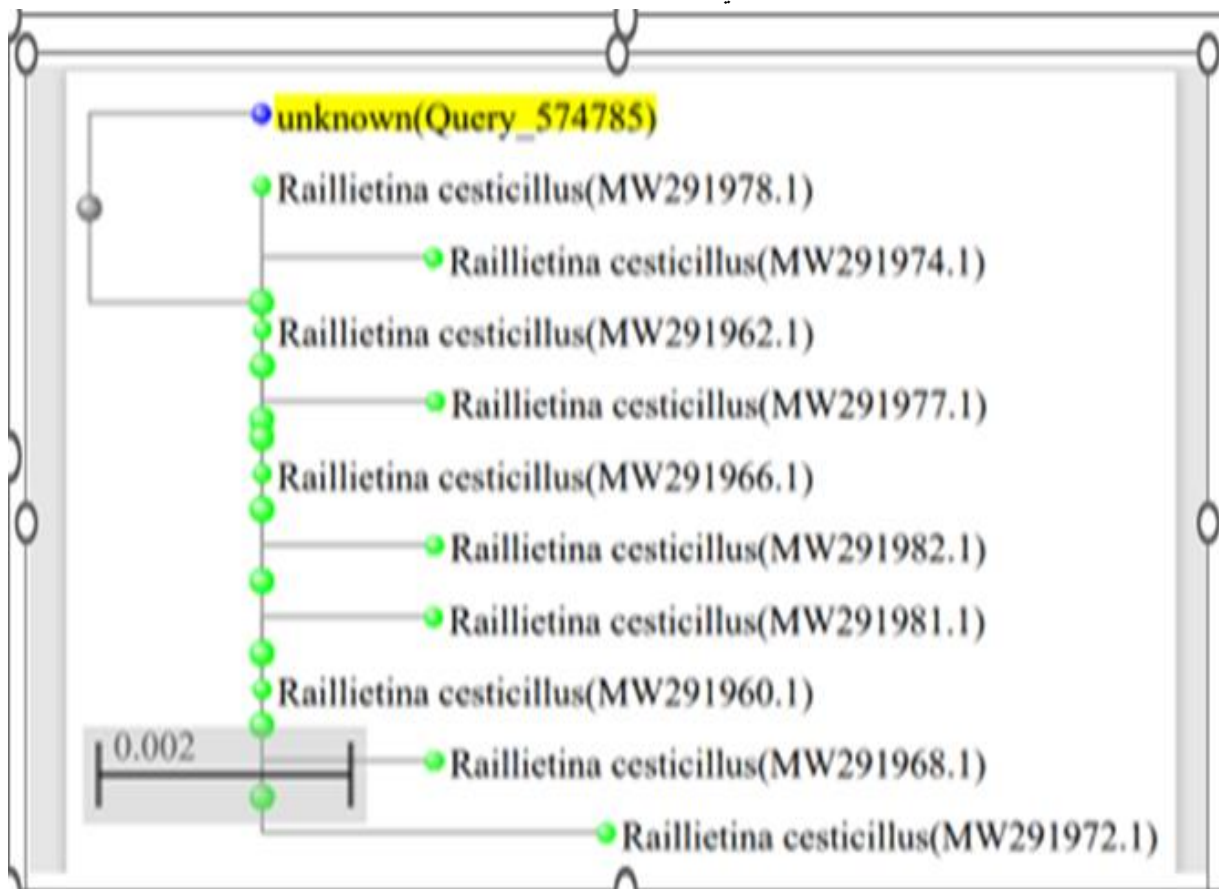 unknown(Query_574785)
Raillietina cesticillus(MW291978.1)
Raillietina cesticillus(MW291974.1)
Raillietina cesticillus(MW291962.1)
Raillietina cesticillus(MW291977.1)
Raillietina cesticillus(MW291966.1)
Raillietina cesticillus(MW291982.1)
Raillietina cesticillus(MW291981.1)
Raillietina cesticillus(MW291960.1)
0.002
Raillietina cesticillus(MW291968.1)
Raillietina cesticillus(MW291972.1)